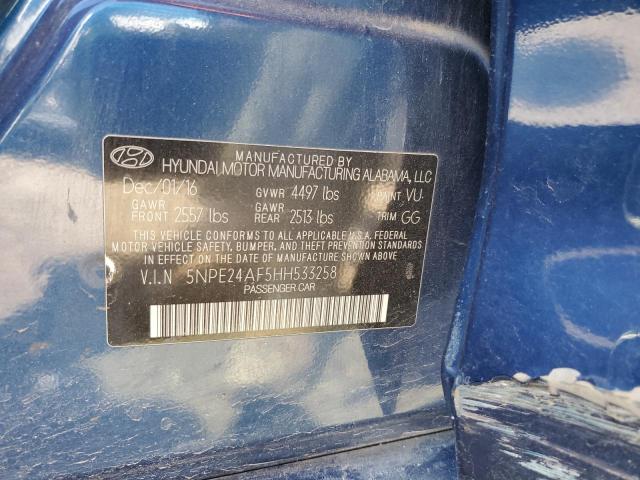 MANUFACTURED BY
HYUNDAI MOTOR MANUFACTURING ALABAMA, LLC
Dec/01/16 GVWR 4497 lbs PAINT VU
GAWR FRONT 2557 lbs GAWR REAR 2513 lbs TRIM GG
THIS VEHICLE CONFORMS TO ALL APPLICABLE U.S.A. FEDERAL
MOTOR VEHICLE SAFETY, BUMPER, AND THEFT PREVENTION
STANDARDS IN EFFECT ON THE DATE OF MANUFACTURE SHOWN ABOVE
V.I.N 5NPE24AF5HH533258
PASSENGER CAR